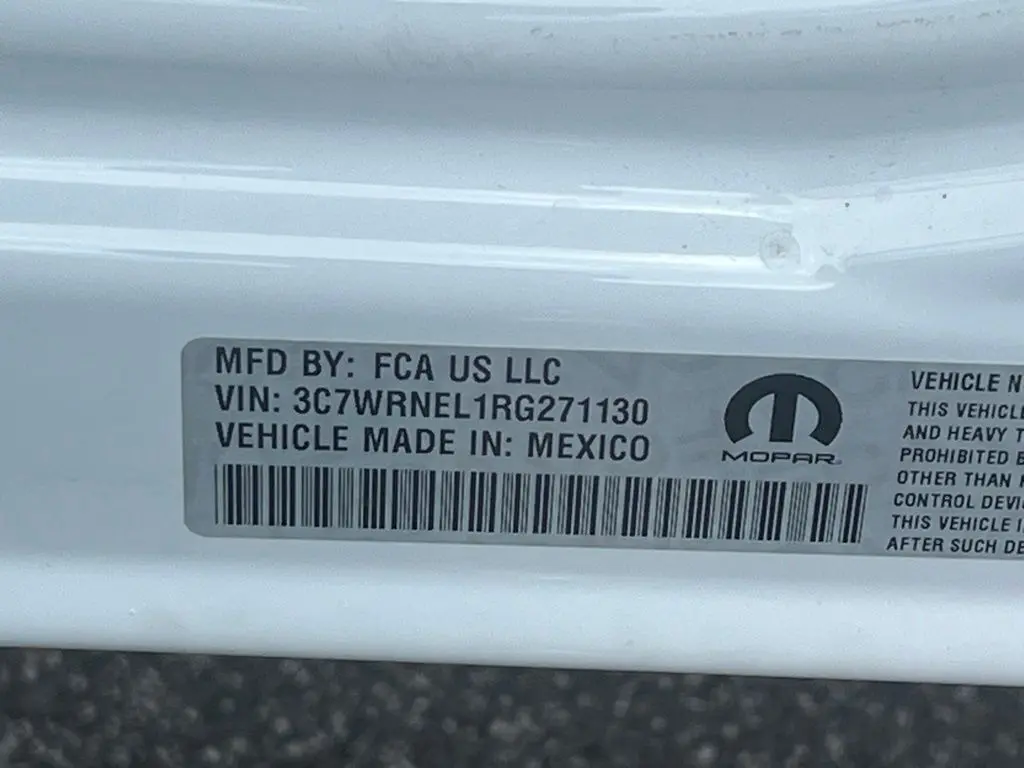 MFD BY: FCA US LLC
VIN: 3C7WRNEL1RG271130
VEHICLE MADE IN: MEXICO
MOPAR
VEHICLE N
THIS VEHICLE
AND HEAVY T
PROHIBITED B
OTHER THAN
CONTROL DEVIC
THIS VEHICLE I
AFTER SUCH DE